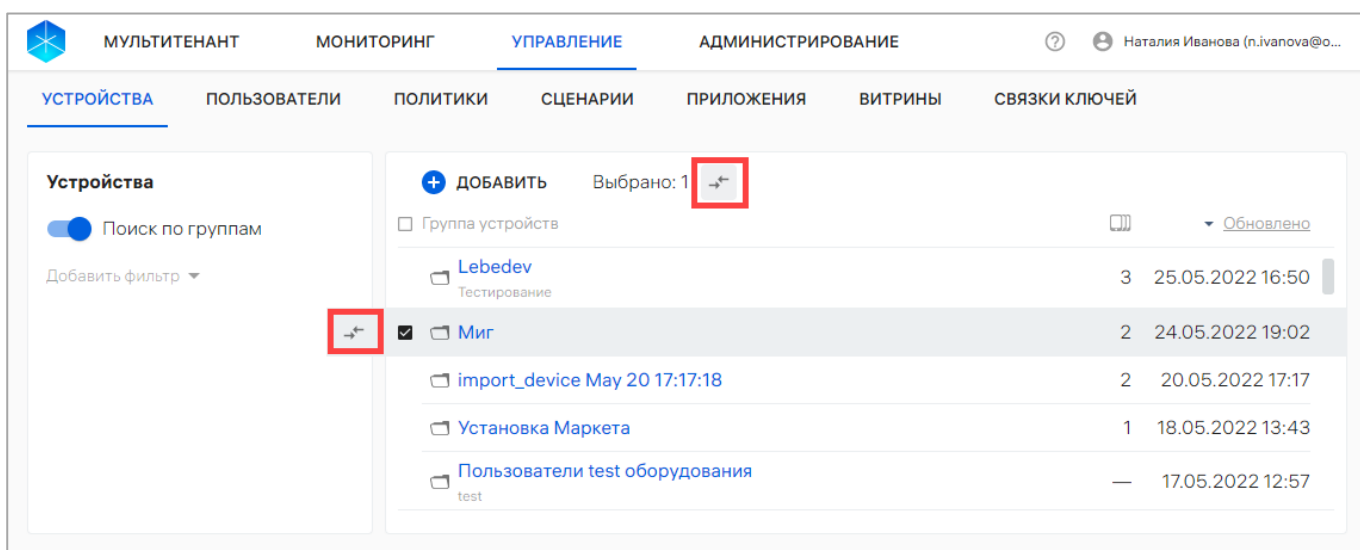 МУЛЬТИТЕНАНТ МОНИТОРИНГ УПРАВЛЕНИЕ АДМИНИСТРИРОВАНИЕ Наталия Иванова (n.ivanova@o...
УСТРОЙСТВА ПОЛЬЗОВАТЕЛИ ПОЛИТИКИ СЦЕНАРИИ ПРИЛОЖЕНИЯ ВИТРИНЫ СВЯЗКИ КЛЮЧЕЙ
Устройства
Поиск по группам
Добавить фильтр
ДОБАВИТЬ Выбрано: 1
Группа устройств Обновлено
Lebedev 3 25.05.2022 16:50
Тестирование
Миг 2 24.05.2022 19:02
import_device May 20 17:17:18 2 20.05.2022 17:17
Установка Маркета 1 18.05.2022 13:43
Пользователи test оборудования — 17.05.2022 12:57
test